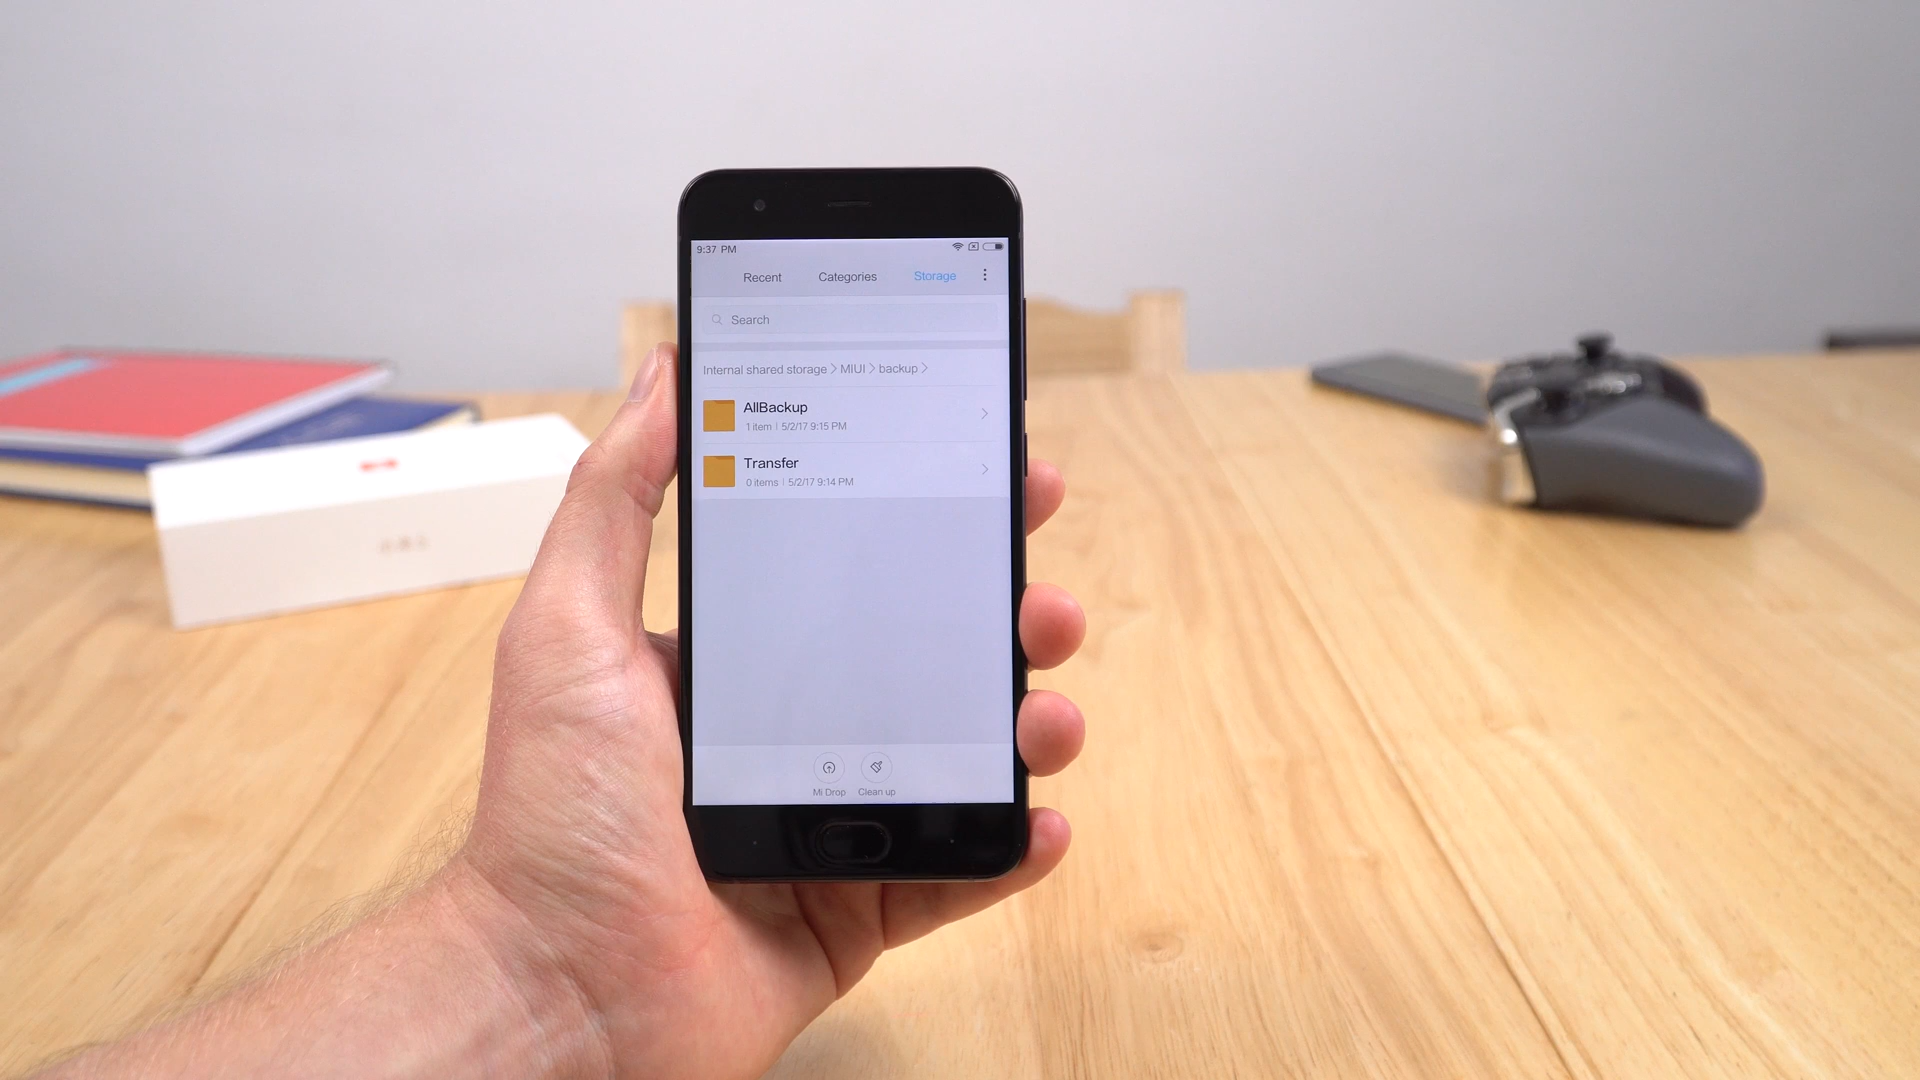 9:37 PM
Recent Categories Storage
Search
Internal shared storage > MIUI > backup >
AllBackup
1 item | 5/2/17 9:15 PM
Transfer
0 items | 5/2/17 9:14 PM
Mi Drop Clean up